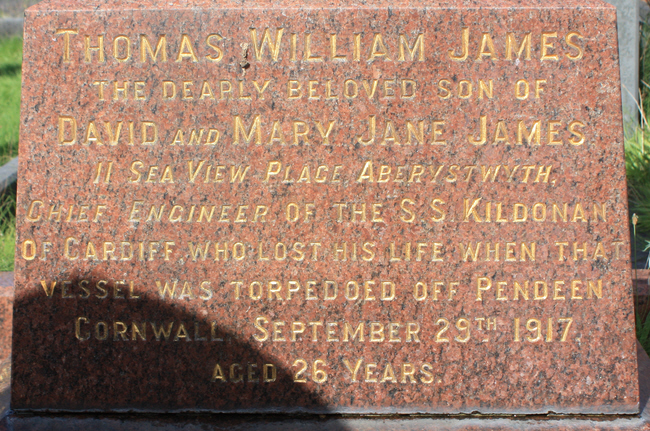 THOMAS WILLIAM JAMES
THE DEARLY BELOVED SON OF
DAVID AND MARY JANE JAMES
11 SEA VIEW PLACE ABERYSTWYTH,
CHIEF ENGINEER OF THE S.S. KILDONAN
OF CARDIFF, WHO LOST HIS LIFE WHEN THAT
VESSEL WAS TORPEDOED OFF PENDEEN
CORNWALL, SEPTEMBER 29TH 1917.
AGED 26 YEARS.